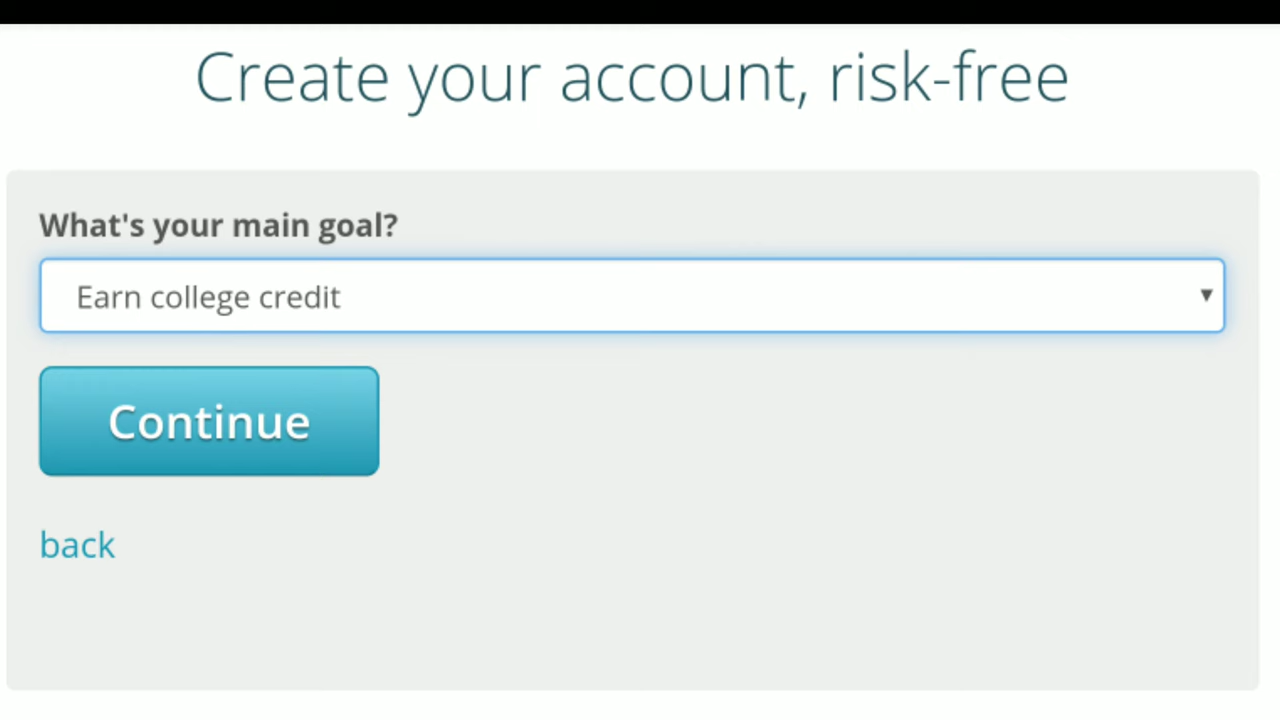 Create your account, risk-free
What's your main goal?
Earn college credit
Continue
back